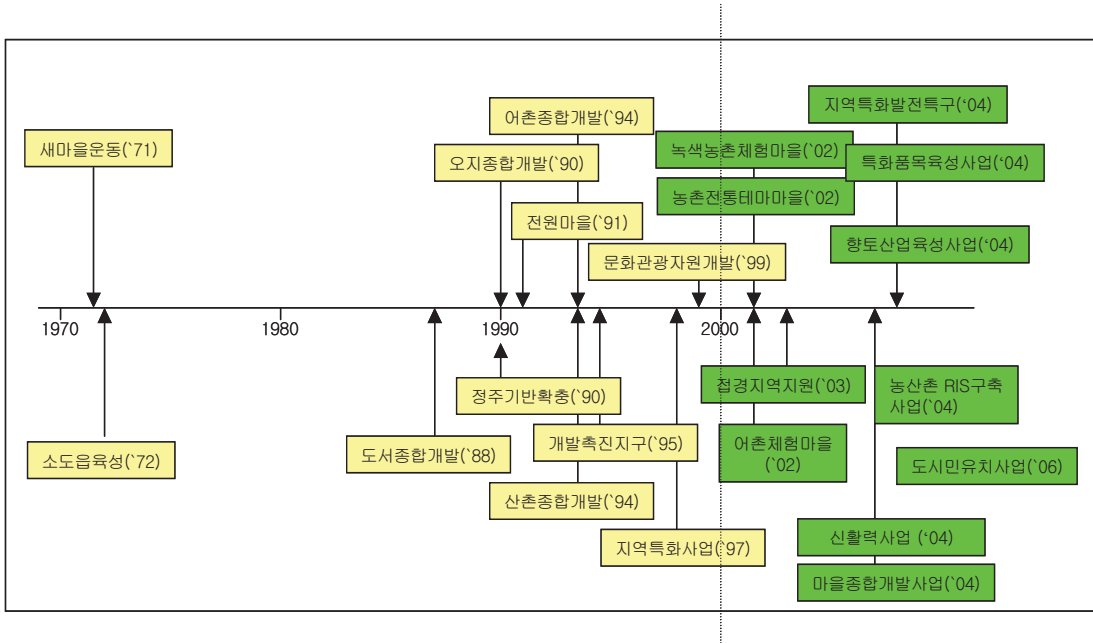 지역특화발전특구(‘04)
어촌종합개발(`94)
새마을운동(`71)
녹색농촌체험마을(`02)
오지종합개발(`90)
특화품목육성사업(‘04)
농촌전통테마마을(`02)
전원마을(`91)
향토산업육성사업(‘04)
문화관광자원개발(`99)
1970
1980
1990
2000
정주기반확충(`90)
접경지역지원(‘03)
농산촌 RIS구축
사업(‘04)
소도읍육성(‘72)
도서종합개발(‘88)
개발촉진지구(‘95)
어촌체험마을
(‘02)
도시민유치사업(‘06)
산촌종합개발(‘94)
신활력사업 (‘04)
지역특화사업(‘97)
마을종합개발사업(`04)